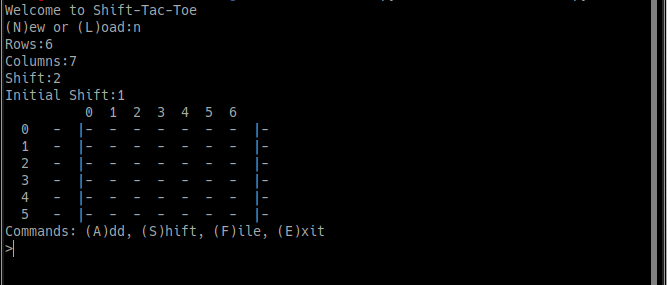 Welcome to Shift-Tac-Toe
(N)ew or (L)oad:n
Rows:6
Columns:7
Shift:2
Initial Shift:1
          0  1  2  3  4  5  6
  0   -  |-  -  -  -  -  -  -  |-
  1   -  |-  -  -  -  -  -  -  |-
  2   -  |-  -  -  -  -  -  -  |-
  3   -  |-  -  -  -  -  -  -  |-
  4   -  |-  -  -  -  -  -  -  |-
  5   -  |-  -  -  -  -  -  -  |-
Commands: (A)dd, (S)hift, (F)ile, (E)xit
>